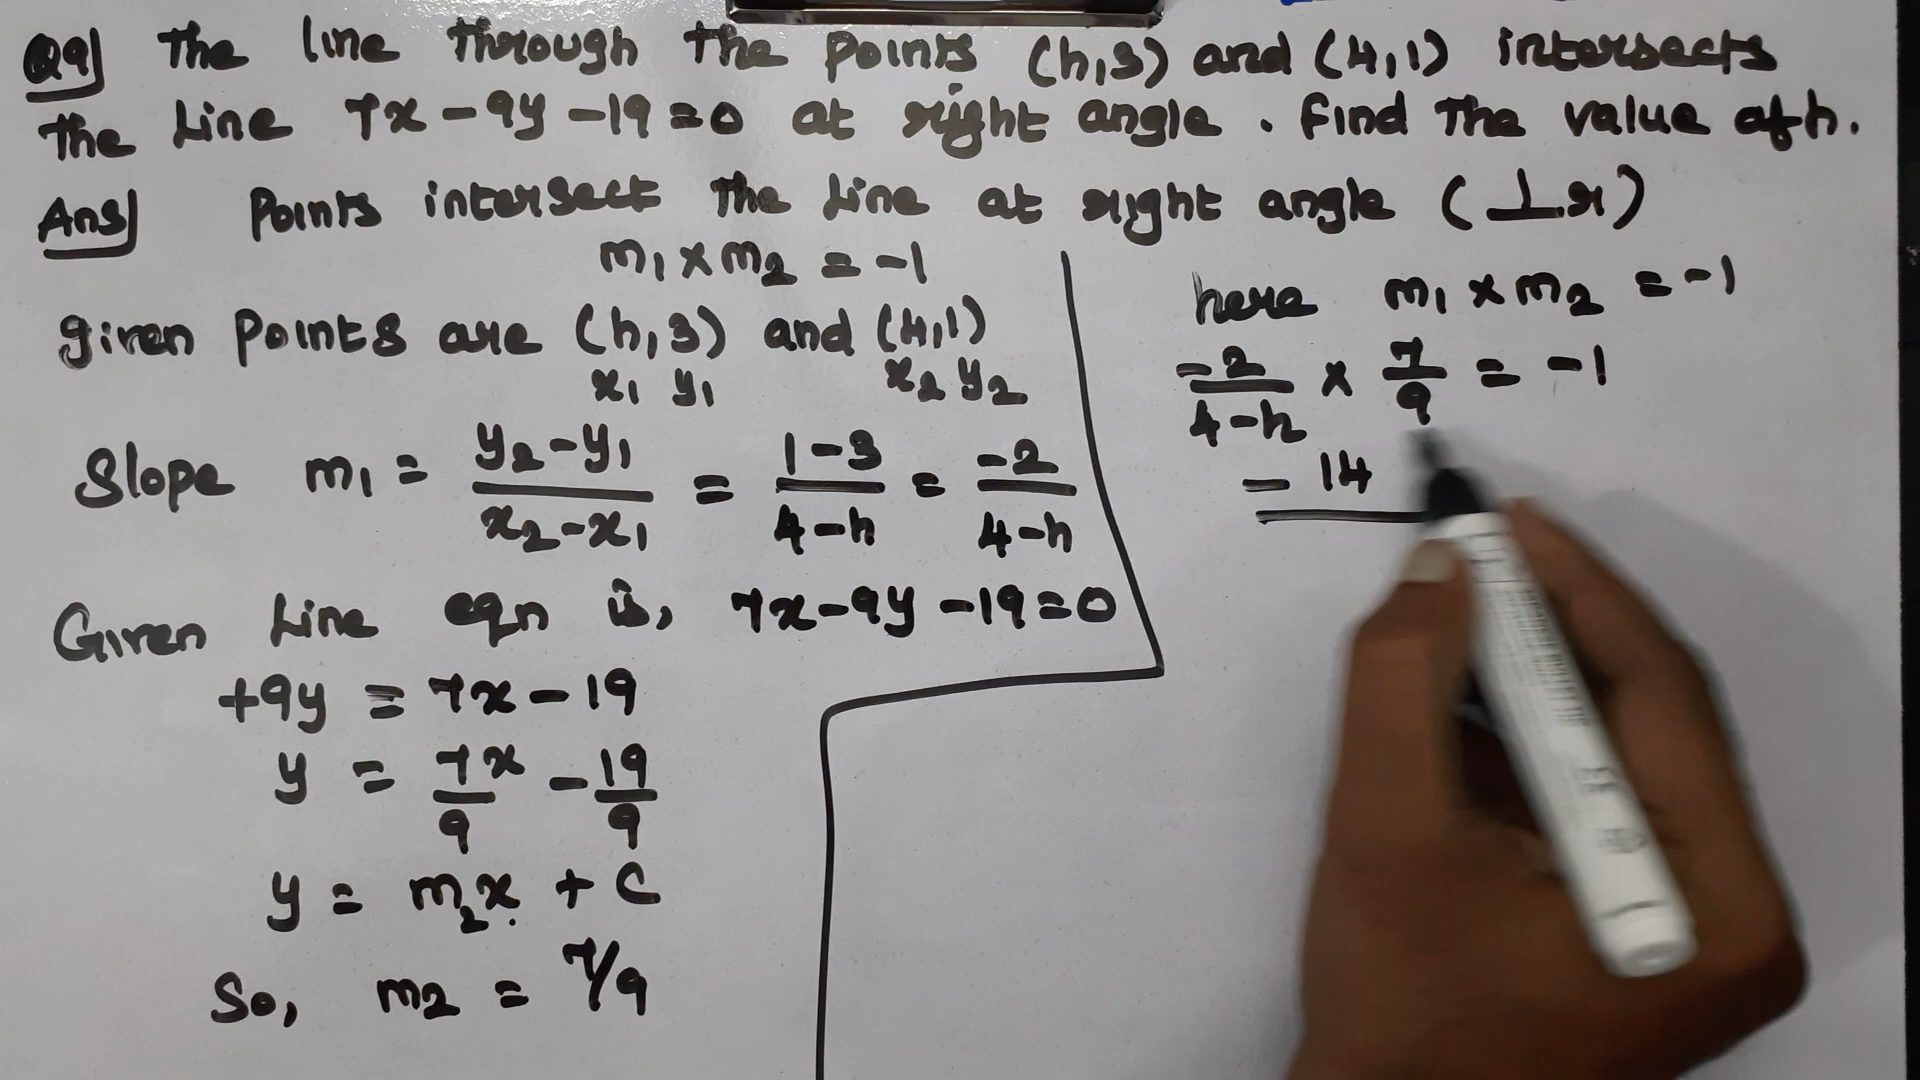 Q9] The line through the points (h,3) and (4,1) intersects
the Line 7x-9y-19=0 at right angle. Find The value of h.
Ans] Points intersect the Line at right angle (⊥r)
m₁×m₂ = -1
given Points are (h,3) and (4,1)
x₁ y₁ x₂ y₂
Slope m₁ = (y₂-y₁)/(x₂-x₁) = (1-3)/(4-h) = -2/(4-h)
Given Line eqn is, 7x-9y-19=0
+9y = 7x-19
y = 7x/9 - 19/9
y = m₂x + C
So, m₂ = 7/9
here m₁×m₂ = -1
-2/(4-h) × 7/9 = -1
-14